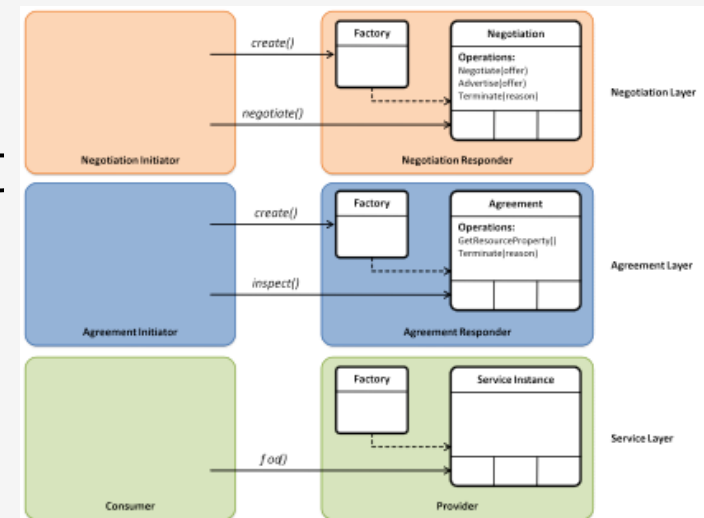 create()
Factory
Negotiation
Operations:
Negotiate(offer)
Advertise(offer)
Terminate(reason)
negotiate()
Negotiation Initiator
Negotiation Responder
Negotiation Layer
create()
Factory
Agreement
Operations:
GetResourceProperty()
Terminate(reason)
inspect()
Agreement Initiator
Agreement Responder
Agreement Layer
Factory
Service Instance
foo()
Consumer
Provider
Service Layer